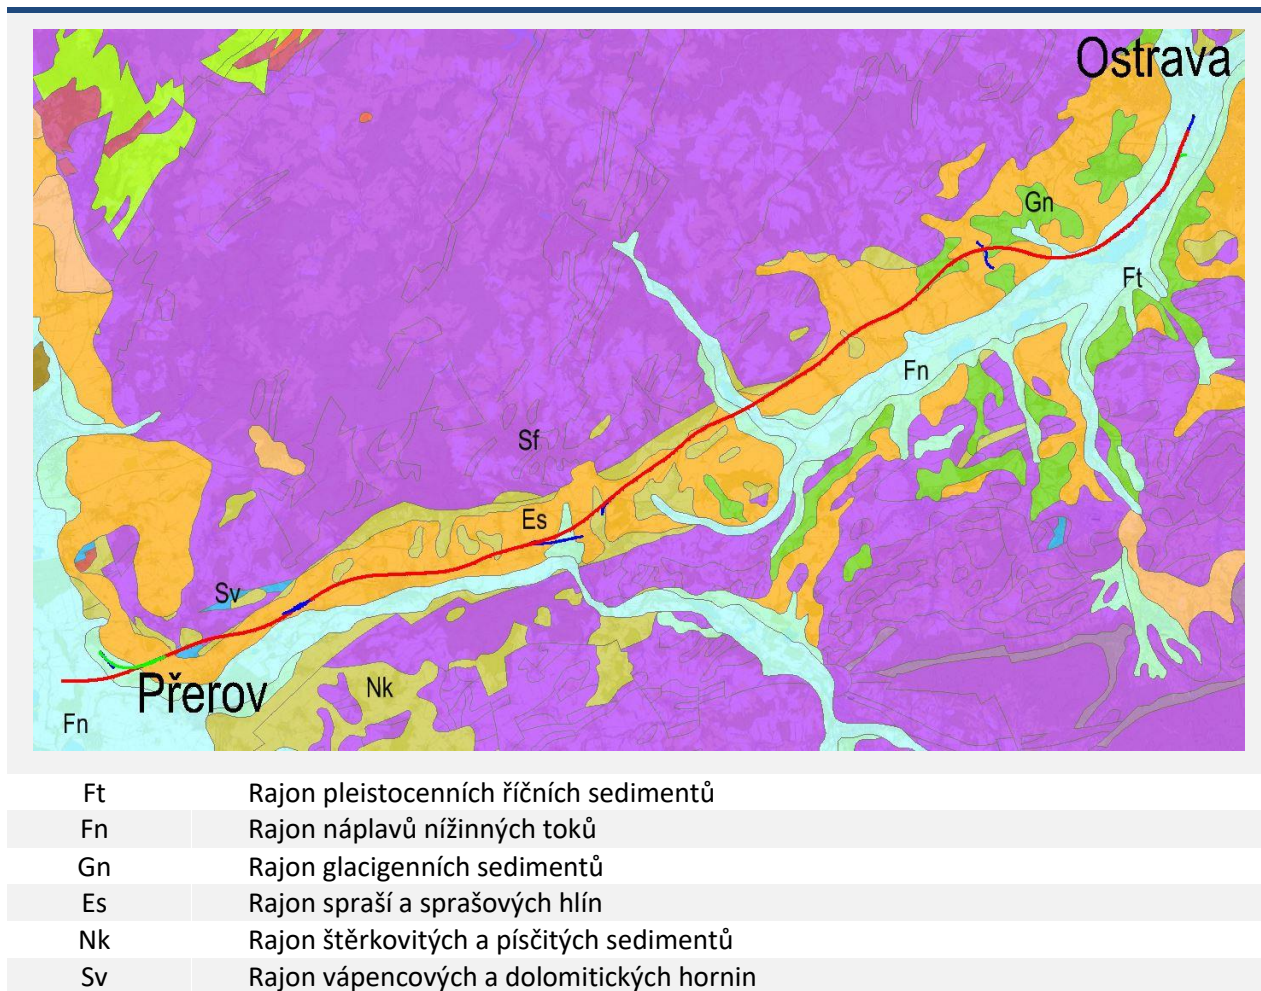 Ostrava
Gn
Ft
Fn
Sf
Es
Sv
Přerov
Nk
Fn
Ft Rajon pleistocenních říčních sedimentů
Fn Rajon náplavů nížinných toků
Gn Rajon glacigenních sedimentů
Es Rajon spraší a sprašových hlín
Nk Rajon štěrkovitých a písčitých sedimentů
Sv Rajon vápencových a dolomitických hornin